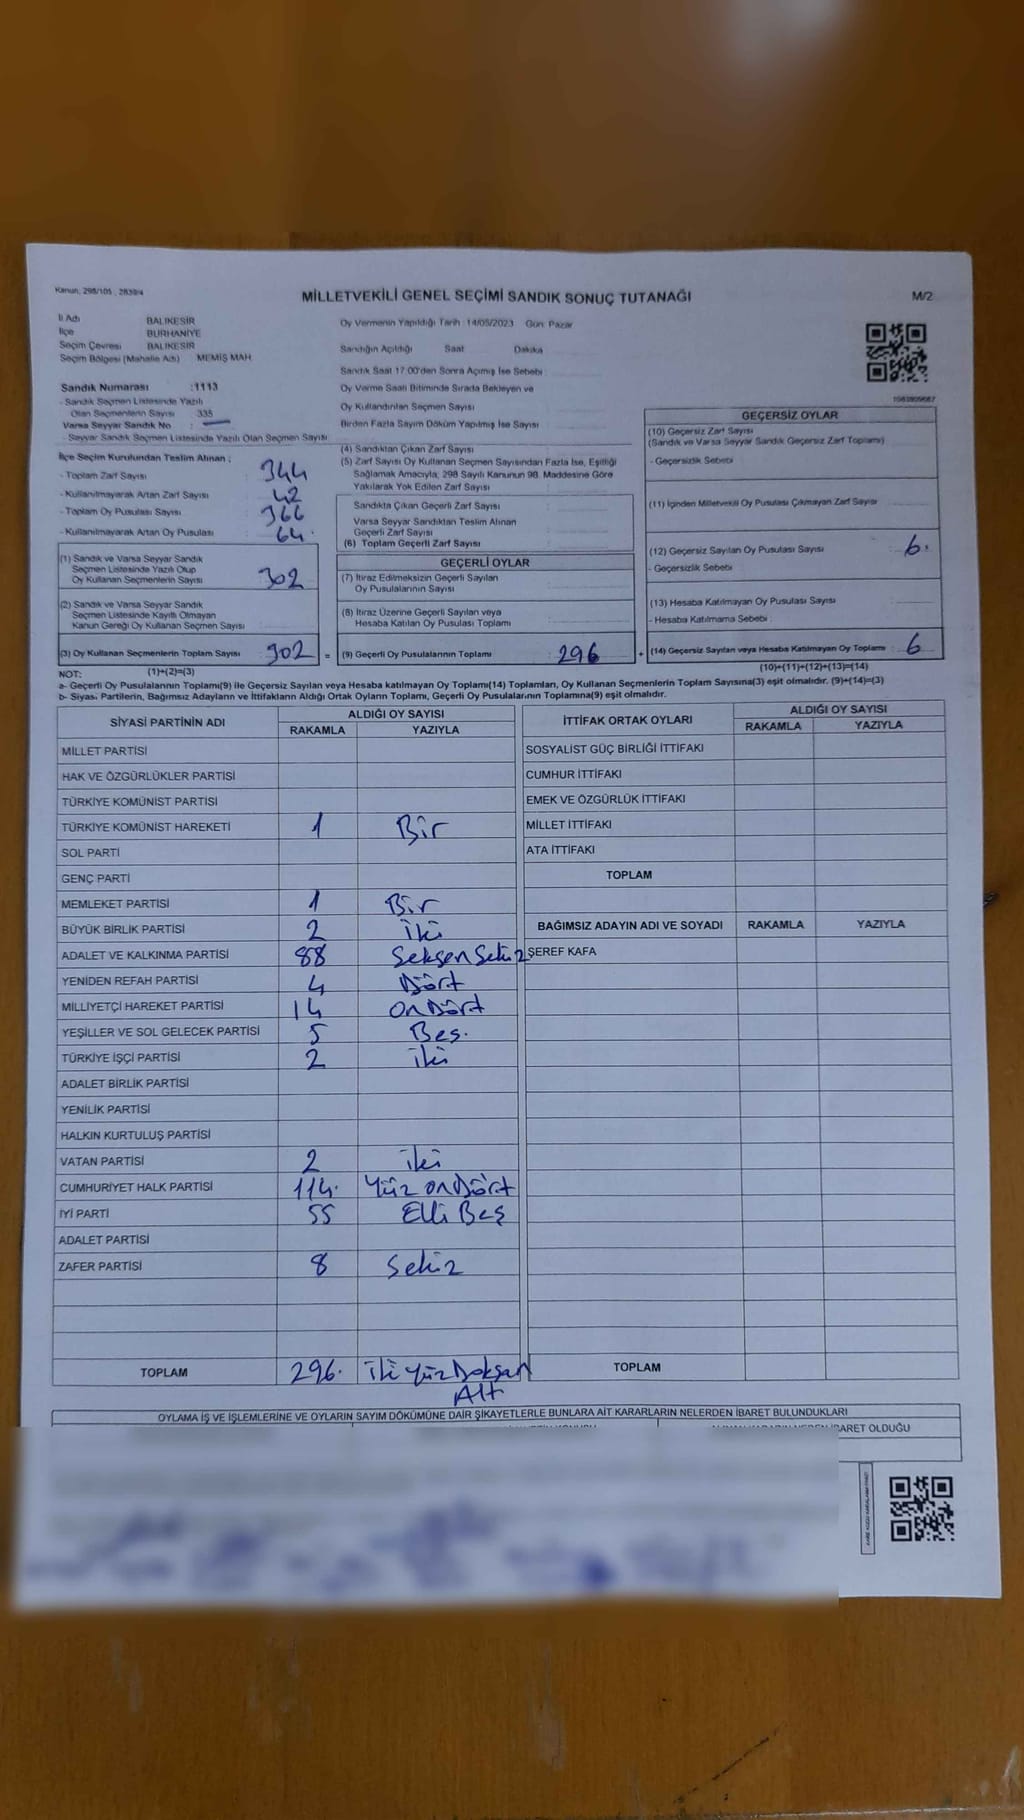 Kanun, 298/105 , 2839/4
MİLLETVEKİLİ GENEL SEÇİMİ SANDIK SONUÇ TUTANAĞI
M/2
İl Adı BALIKESİR
İlçe BURHANİYE
Seçim Çevresi BALIKESİR
Seçim Bölgesi (Mahalle Adı) MEMİŞ MAH
Sandık Numarası :1113
- Sandık Seçmen Listesinde Yazılı
Olan Seçmenlerin Sayısı 335
Varsa Seyyar Sandık No :
- Seyyar Sandık Seçmen Listesinde Yazılı Olan Seçmen Sayısı
İlçe Seçim Kurulundan Teslim Alınan :
- Toplam Zarf Sayısı 344
- Kullanılmayarak Artan Zarf Sayısı 42
- Toplam Oy Pusulası Sayısı 366
- Kullanılmayarak Artan Oy Pusulası 64
(1) Sandık ve Varsa Seyyar Sandık
Seçmen Listesinde Yazılı Olup
Oy Kullanan Seçmenlerin Sayısı 302
(2) Sandık ve Varsa Seyyar Sandık
Seçmen Listesinde Kayıtlı Olmayan
Kanun Gereği Oy Kullanan Seçmen Sayısı
(3) Oy Kullanan Seçmenlerin Toplam Sayısı 302 =
Oy Vermenin Yapıldığı Tarih : 14/05/2023 Gün: Pazar
Sandığın Açıldığı Saat Dakika
Sandık Saat 17:00'den Sonra Açımış İse Sebebi
Oy Verme Saati Bitiminde Sırada Bekleyen ve
Oy Kullandırılan Seçmen Sayısı
Birden Fazla Sayım Döküm Yapılmış İse Sayısı
(4) Sandıktan Çıkan Zarf Sayısı
(5) Zarf Sayısı Oy Kullanan Seçmen Sayısından Fazla İse, Eşitliği
Sağlamak Amacıyla; 298 Sayılı Kanunun 98. Maddesine Göre
Yakılarak Yok Edilen Zarf Sayısı
Sandıkta Çıkan Geçerli Zarf Sayısı
Varsa Seyyar Sandıktan Teslim Alınan
Geçerli Zarf Sayısı
(6) Toplam Geçerli Zarf Sayısı
GEÇERLİ OYLAR
(7) İtiraz Edilmeksizin Geçerli Sayılan
Oy Pusulalarının Sayısı
(8) İtiraz Üzerine Geçerli Sayılan veya
Hesaba Katılan Oy Pusulası Toplamı
(9) Geçerli Oy Pusulalarının Toplamı 296 +
GEÇERSİZ OYLAR
(10) Geçersiz Zarf Sayısı
(Sandık ve Varsa Seyyar Sandık Geçersiz Zarf Toplamı)
- Geçersizlik Sebebi
(11) İçinden Milletvekili Oy Pusulası Çıkmayan Zarf Sayısı
(12) Geçersiz Sayılan Oy Pusulası Sayısı 6
- Geçersizlik Sebebi
(13) Hesaba Katılmayan Oy Pusulası Sayısı
- Hesaba Katılmama Sebebi
(14) Geçersiz Sayılan veya Hesaba Katılmayan Oy Toplamı 6
NOT: (1)+(2)=(3) (10)+(11)+(12)+(13)=(14)
a- Geçerli Oy Pusulalarının Toplamı(9) ile Geçersiz Sayılan veya Hesaba Katılmayan Oy Toplamı(14) Toplamları, Oy Kullanan Seçmenlerin Toplam Sayısına(3) eşit olmalıdır. (9)+(14)=(3)
b- Siyasi Partilerin, Bağımsız Adayların ve İttifakların Aldığı Ortak Oyların Toplamı, Geçerli Oy Pusulalarının Toplamına(9) eşit olmalıdır.
SİYASİ PARTİNİN ADI ALDIĞI OY SAYISI
RAKAMLA YAZIYLA
MİLLET PARTİSİ
HAK VE ÖZGÜRLÜKLER PARTİSİ
TÜRKİYE KOMÜNİST PARTİSİ
TÜRKİYE KOMÜNİST HAREKETİ 1 Bir
SOL PARTİ
GENÇ PARTİ
MEMLEKET PARTİSİ 1 Bir
BÜYÜK BİRLİK PARTİSİ 2 iki
ADALET VE KALKINMA PARTİSİ 88 Seksen Sekiz
YENİDEN REFAH PARTİSİ 4 Dört
MİLLİYETÇİ HAREKET PARTİSİ 14 on Dört
YEŞİLLER VE SOL GELECEK PARTİSİ 5 Beş.
TÜRKİYE İŞÇİ PARTİSİ 2 iki
ADALET BİRLİK PARTİSİ
YENİLİK PARTİSİ
HALKIN KURTULUŞ PARTİSİ
VATAN PARTİSİ 2 iki
CUMHURİYET HALK PARTİSİ 114. Yüz on Dört
İYİ PARTİ 55 Elli Beş
ADALET PARTİSİ
ZAFER PARTİSİ 8 Sekiz
TOPLAM 296. iki Yüz Doksan
Altı
İTTİFAK ORTAK OYLARI ALDIĞI OY SAYISI
RAKAMLA YAZIYLA
SOSYALİST GÜÇ BİRLİĞİ İTTİFAKI
CUMHUR İTTİFAKI
EMEK VE ÖZGÜRLÜK İTTİFAKI
MİLLET İTTİFAKI
ATA İTTİFAKI
TOPLAM
BAĞIMSIZ ADAYIN ADI VE SOYADI RAKAMLA YAZIYLA
ŞEREF KAFA
TOPLAM
OYLAMA İŞ VE İŞLEMLERİNE VE OYLARIN SAYIM DÖKÜMÜNE DAİR ŞİKAYETLERLE BUNLARA AİT KARARLARIN NELERDEN İBARET BULUNDUKLARI
İBARET OLDUĞU